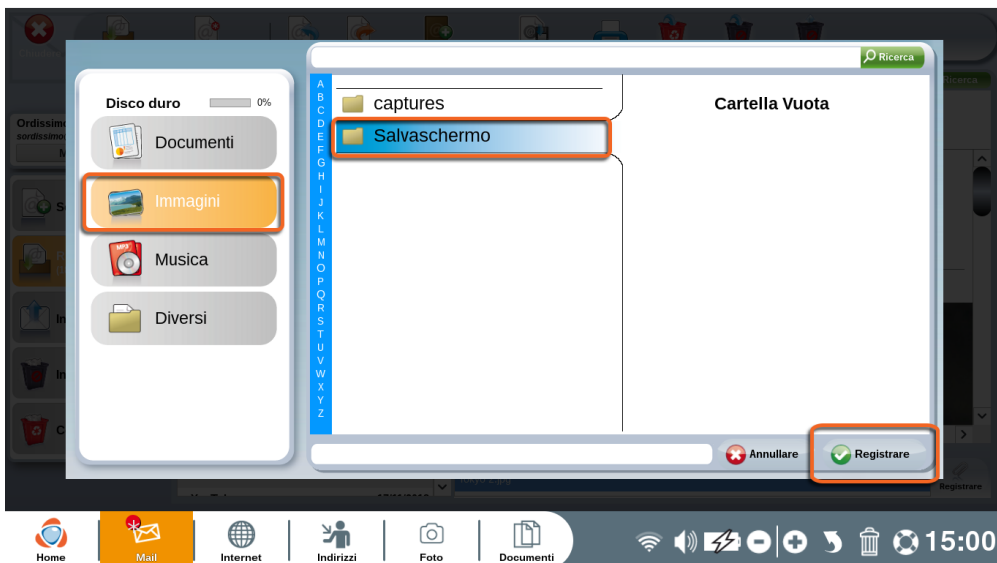 Ricerca
Disco duro 0%
Documenti
Immagini
Musica
Diversi
A
B
C
D
E
F
G
H
I
J
K
L
M
N
O
P
Q
R
S
T
U
V
W
X
Y
Z
captures
Salvaschermo
Cartella Vuota
Annullare
Registrare
Ricerca
Registrare
Home
Mail
Internet
Indirizzi
Foto
Documenti
15:00